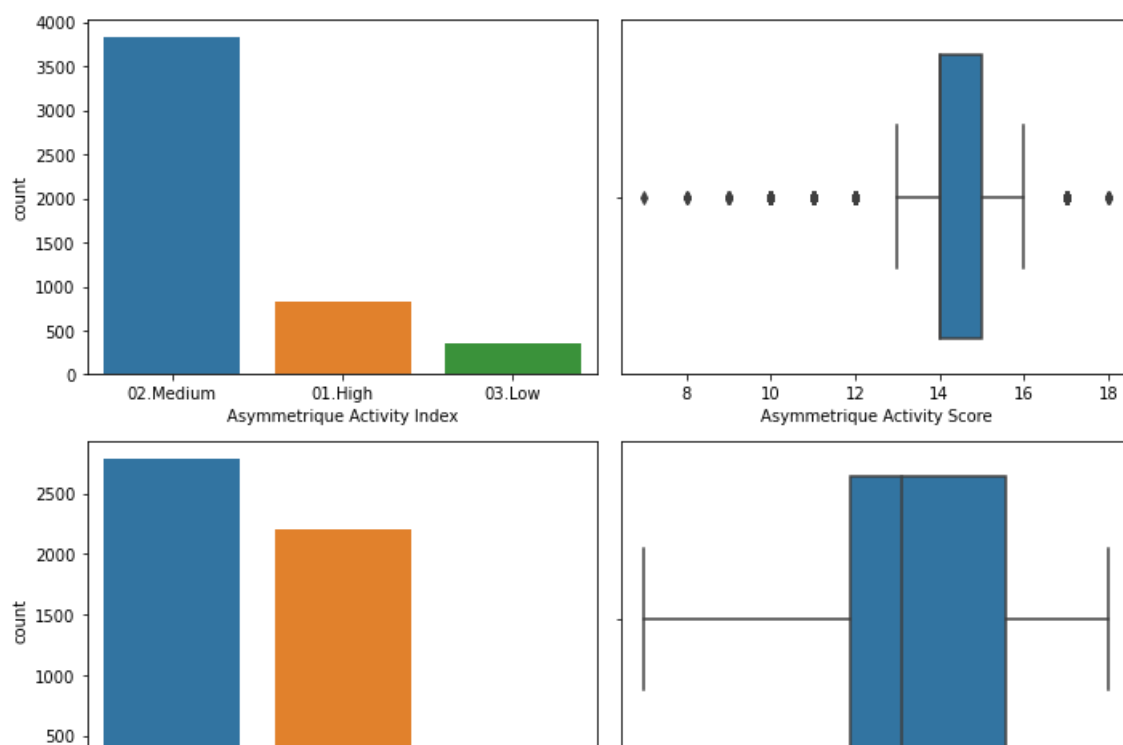 4000
3500
3000
2500
2000
1500
1000
500
0
count
02.Medium 01.High 03.Low
Asymmetrique Activity Index
8 10 12 14 16 18
Asymmetrique Activity Score
2500
2000
1500
1000
500
count